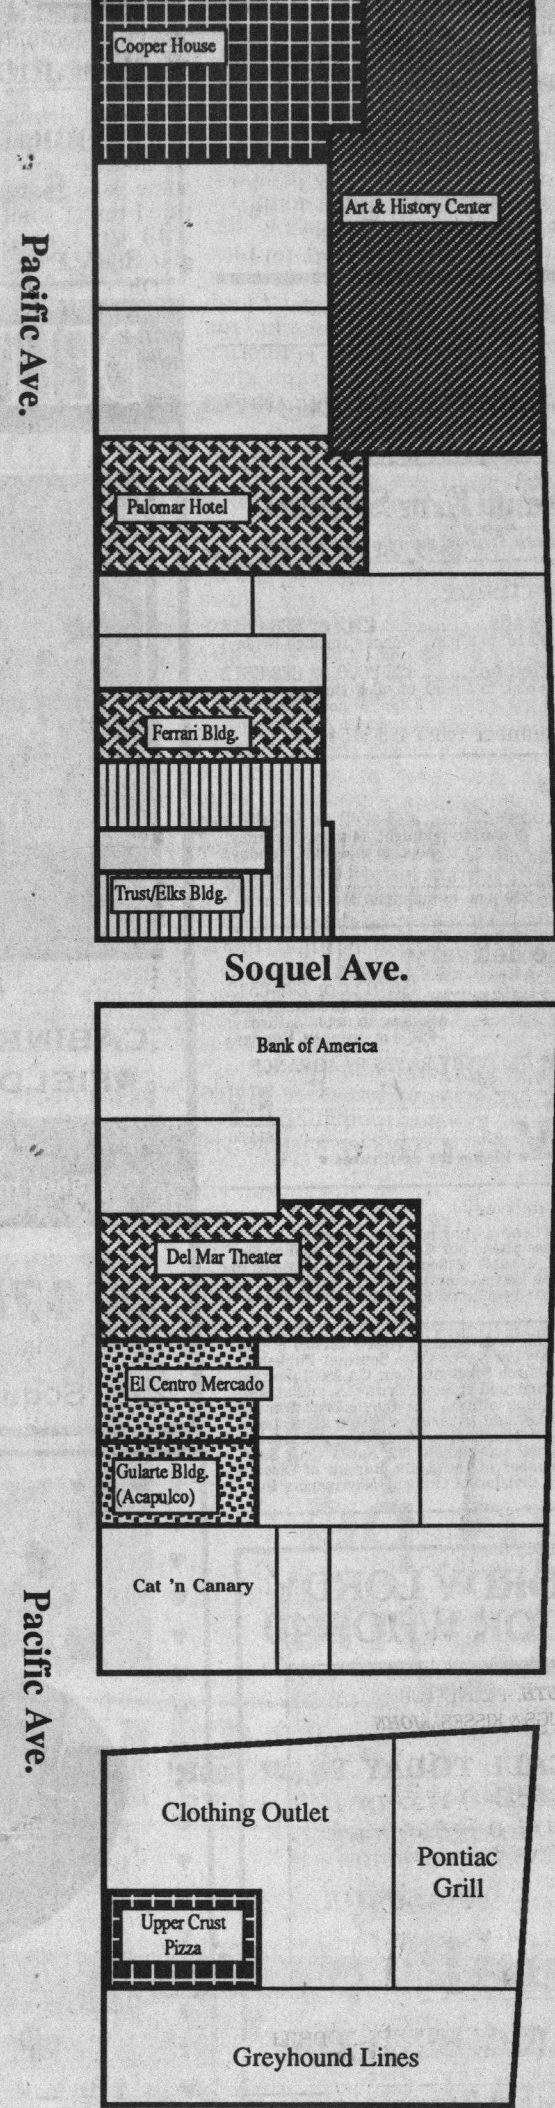 Cooper House
Art & History Center
Pacific Ave.
Palomar Hotel
Ferrari Bldg.
Trust/Elks Bldg.
Soquel Ave.
Bank of America
Del Mar Theater
El Centro Mercado
Gularte Bldg.
(Acapulco)
Cat 'n Canary
Pacific Ave.
Clothing Outlet
Pontiac
Grill
Upper Crust
Pizza
Greyhound Lines